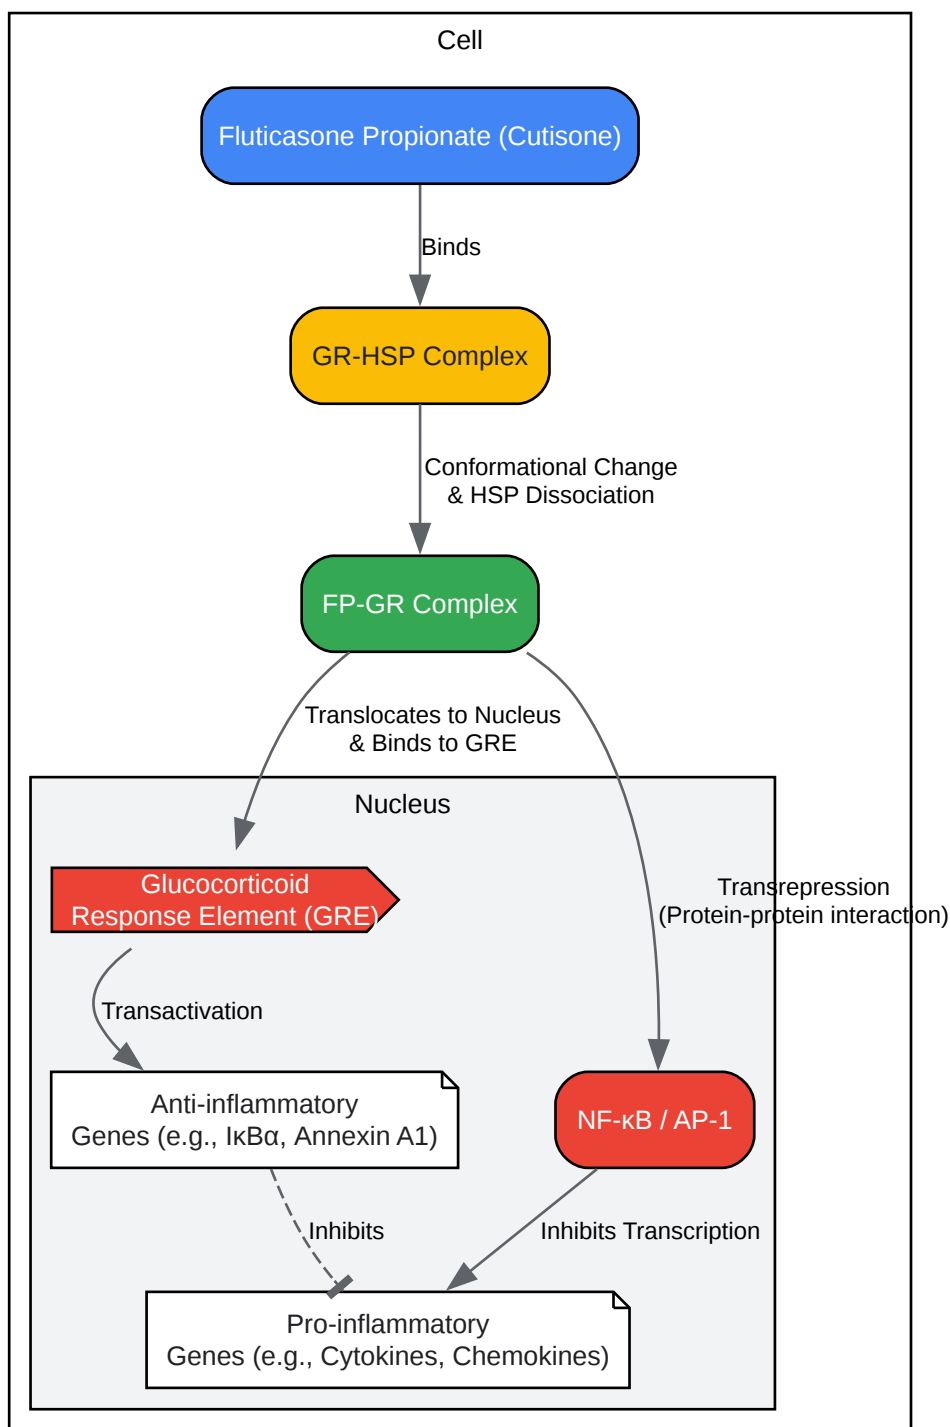 Cell
Fluticasone Propionate (Cutisone)
Binds
GR-HSP Complex
Conformational Change
& HSP Dissociation
FP-GR Complex
Translocates to Nucleus
& Binds to GRE
Nucleus
Glucocorticoid
Response Element (GRE)
Transrepression
(Protein-protein interaction)
Transactivation
Anti-inflammatory
Genes (e.g., IκBα, Annexin A1)
NF-κB / AP-1
Inhibits
Inhibits Transcription
Pro-inflammatory
Genes (e.g., Cytokines, Chemokines)